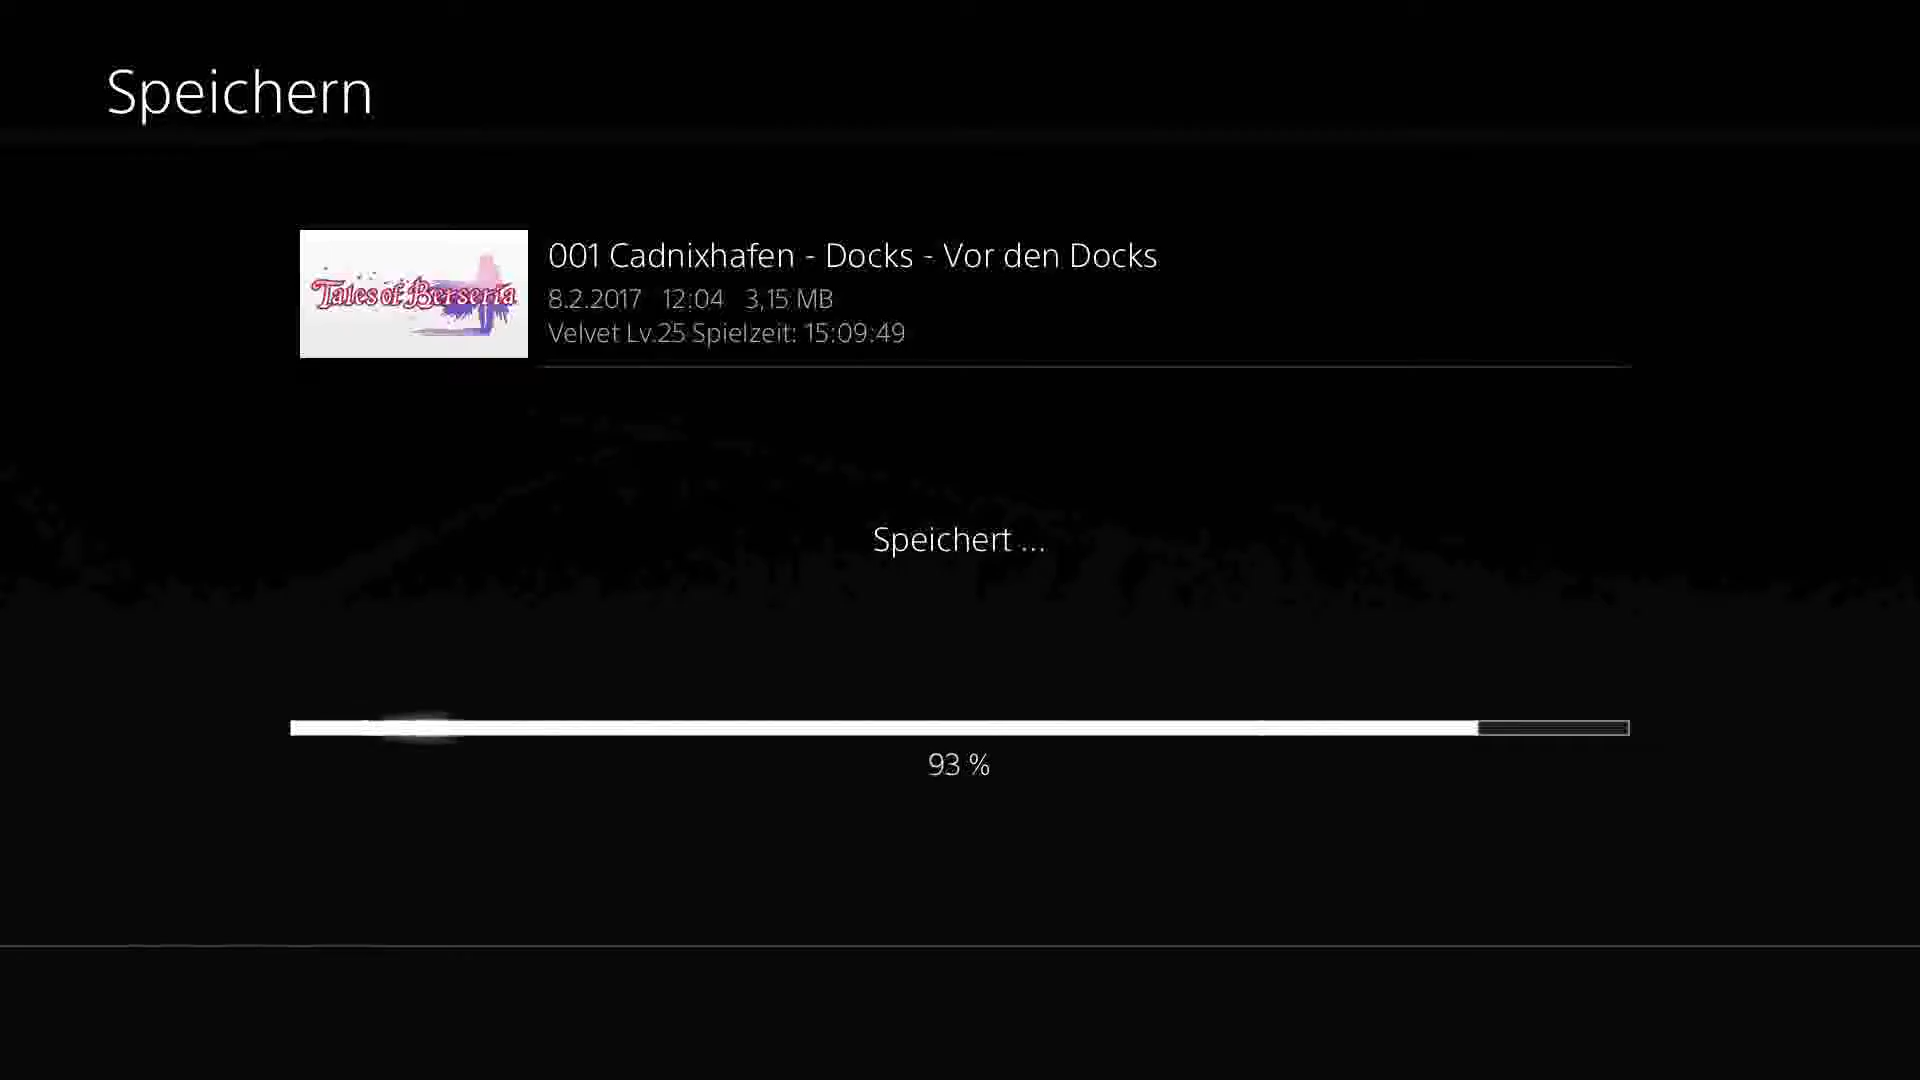 Speichern
Tales of Berseria
001 Cadnixhafen - Docks - Vor den Docks
8.2.2017 12:04 3,15 MB
Velvet Lv.25 Spielzeit: 15:09:49
Speichert ...
93 %